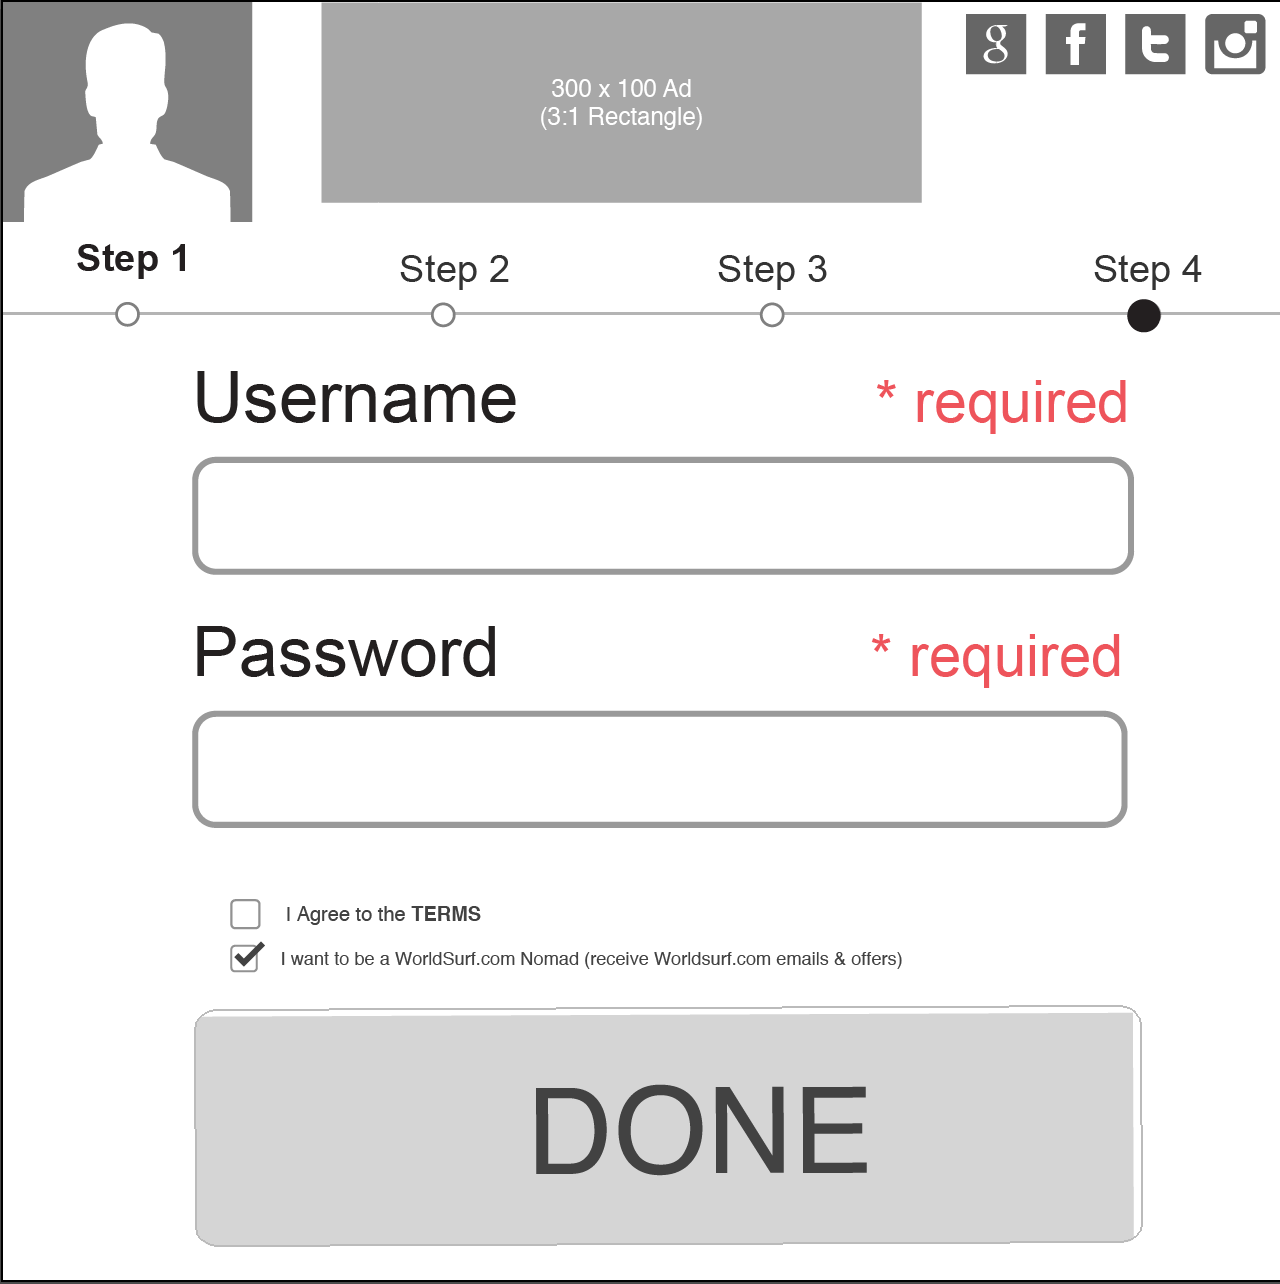 300 x 100 Ad
(3:1 Rectangle)
g f t
Step 1 Step 2 Step 3 Step 4
Username * required
Password * required
I Agree to the TERMS
I want to be a WorldSurf.com Nomad (receive Worldsurf.com emails & offers)
DONE